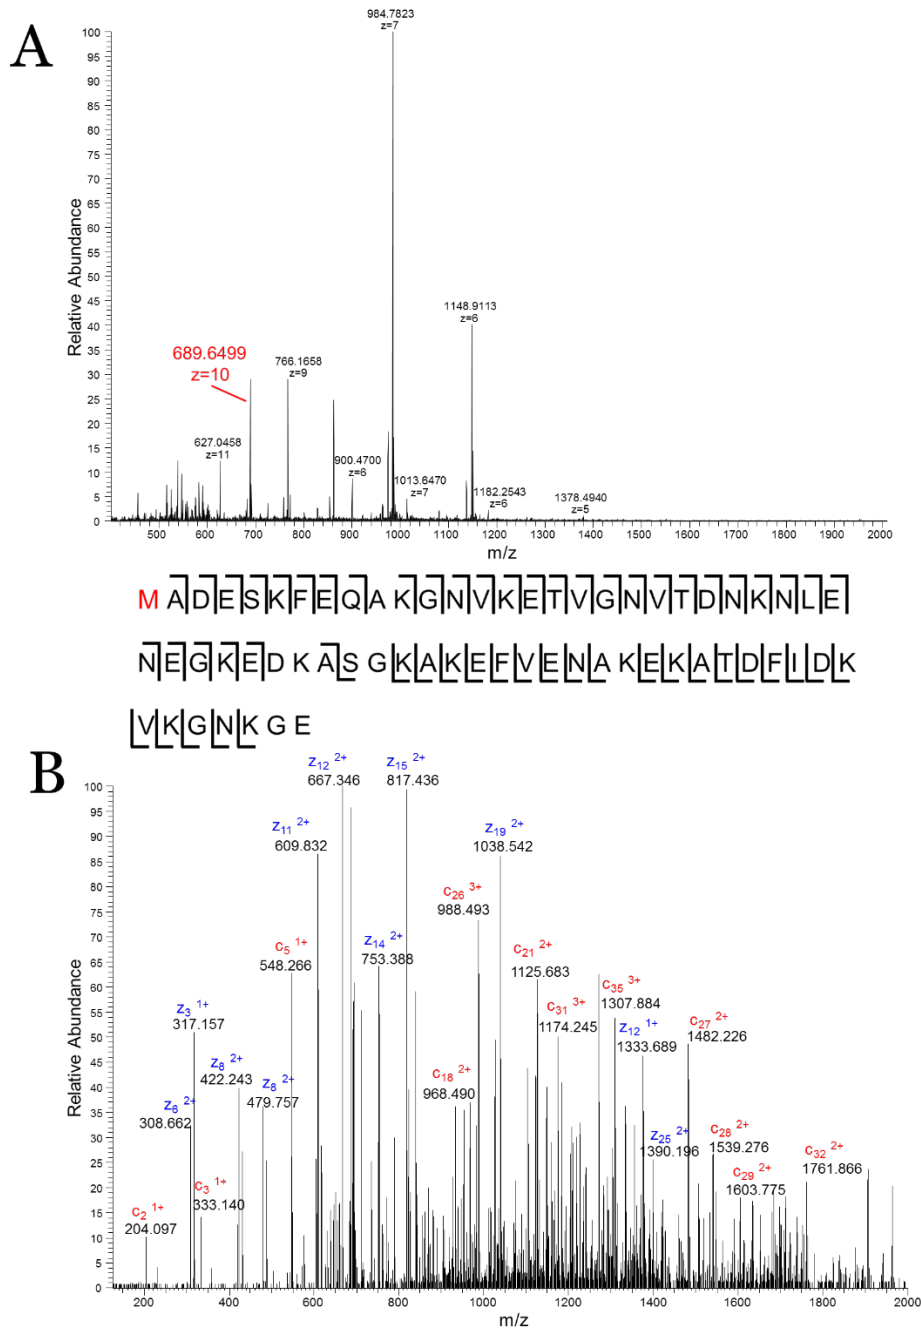 A
984.7823
z=7
1148.9113
z=6
689.6499
z=10
766.1658
z=9
627.0458
z=11
900.4700
z=6
1013.6470
z=7
1182.2543
z=6
1378.4940
z=5
Relative Abundance
100
95
90
85
80
75
70
65
60
55
50
45
40
35
30
25
20
15
10
5
0
500 600 700 800 900 1000 1100 1200 1300 1400 1500 1600 1700 1800 1900 2000
m/z
M A D E S K F E Q A K G N V K E T V G N V T D N K N L E
N E G K E D K A S G K A K E F V E N A K E K A T D F I D K
V K G N K G E
B
z12 2+
667.346
z15 2+
817.436
z11 2+
609.832
z19 2+
1038.542
c26 3+
988.493
c5 1+
548.266
z14 2+
753.388
c21 2+
1125.683
z3 1+
317.157
c31 3+
1174.245
c35 3+
1307.884
z12 1+
1333.689
c27 2+
1482.226
z8 2+
422.243
z8 2+
479.757
z6 2+
308.662
c18 2+
968.490
z25 2+
1390.196
c28 2+
1539.276
c29 2+
1603.775
c32 2+
1761.866
c2 1+
204.097
c3 1+
333.140
Relative Abundance
100
95
90
85
80
75
70
65
60
55
50
45
40
35
30
25
20
15
10
5
0
200 400 600 800 1000 1200 1400 1600 1800 2000
m/z